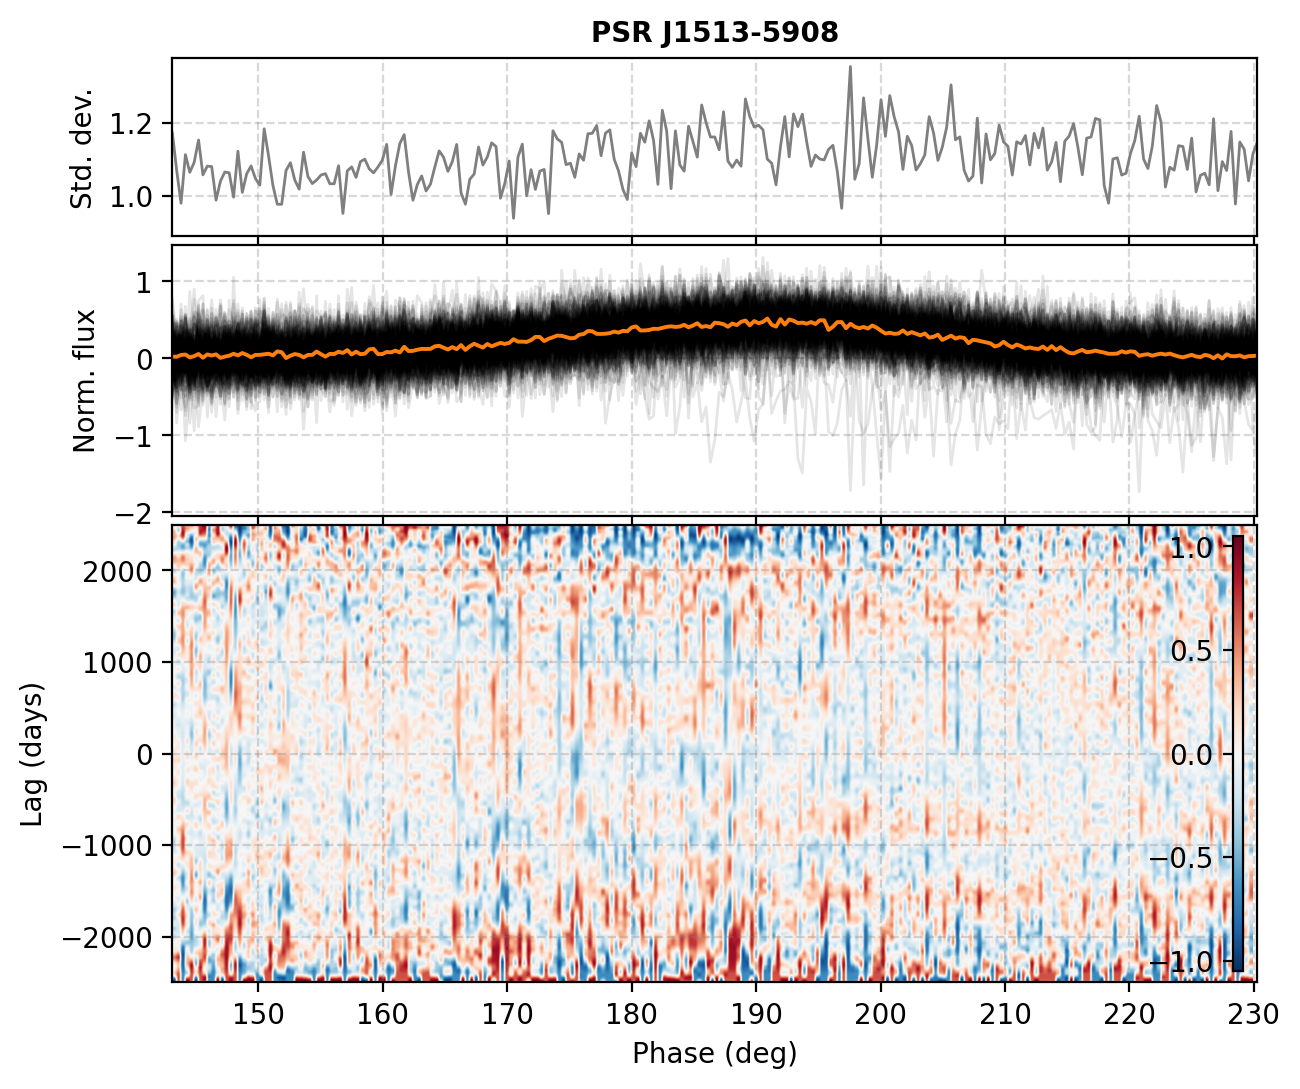 PSR J1513-5908
Std. dev.
1.2
1.0
Norm. flux
1
0
−1
−2
Lag (days)
2000
1000
0
−1000
−2000
1.0
0.5
0.0
−0.5
−1.0
150 160 170 180 190 200 210 220 230
Phase (deg)